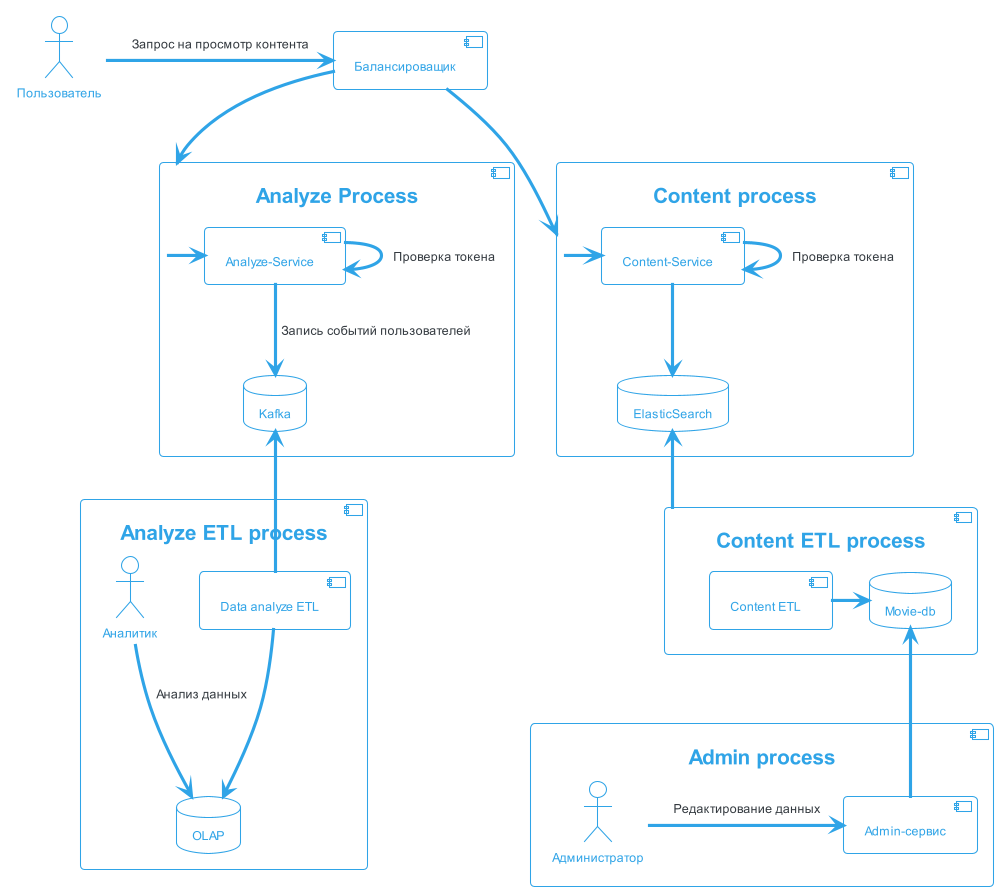 Запрос на просмотр контента
Пользователь
Балансироващик
Analyze Process
Content process
Analyze-Service
Проверка токена
Content-Service
Проверка токена
Запись событий пользователей
Kafka
ElasticSearch
Analyze ETL process
Content ETL process
Data analyze ETL
Content ETL
Movie-db
Аналитик
Анализ данных
Admin process
Редактирование данных
OLAP
Admin-сервис
Администратор